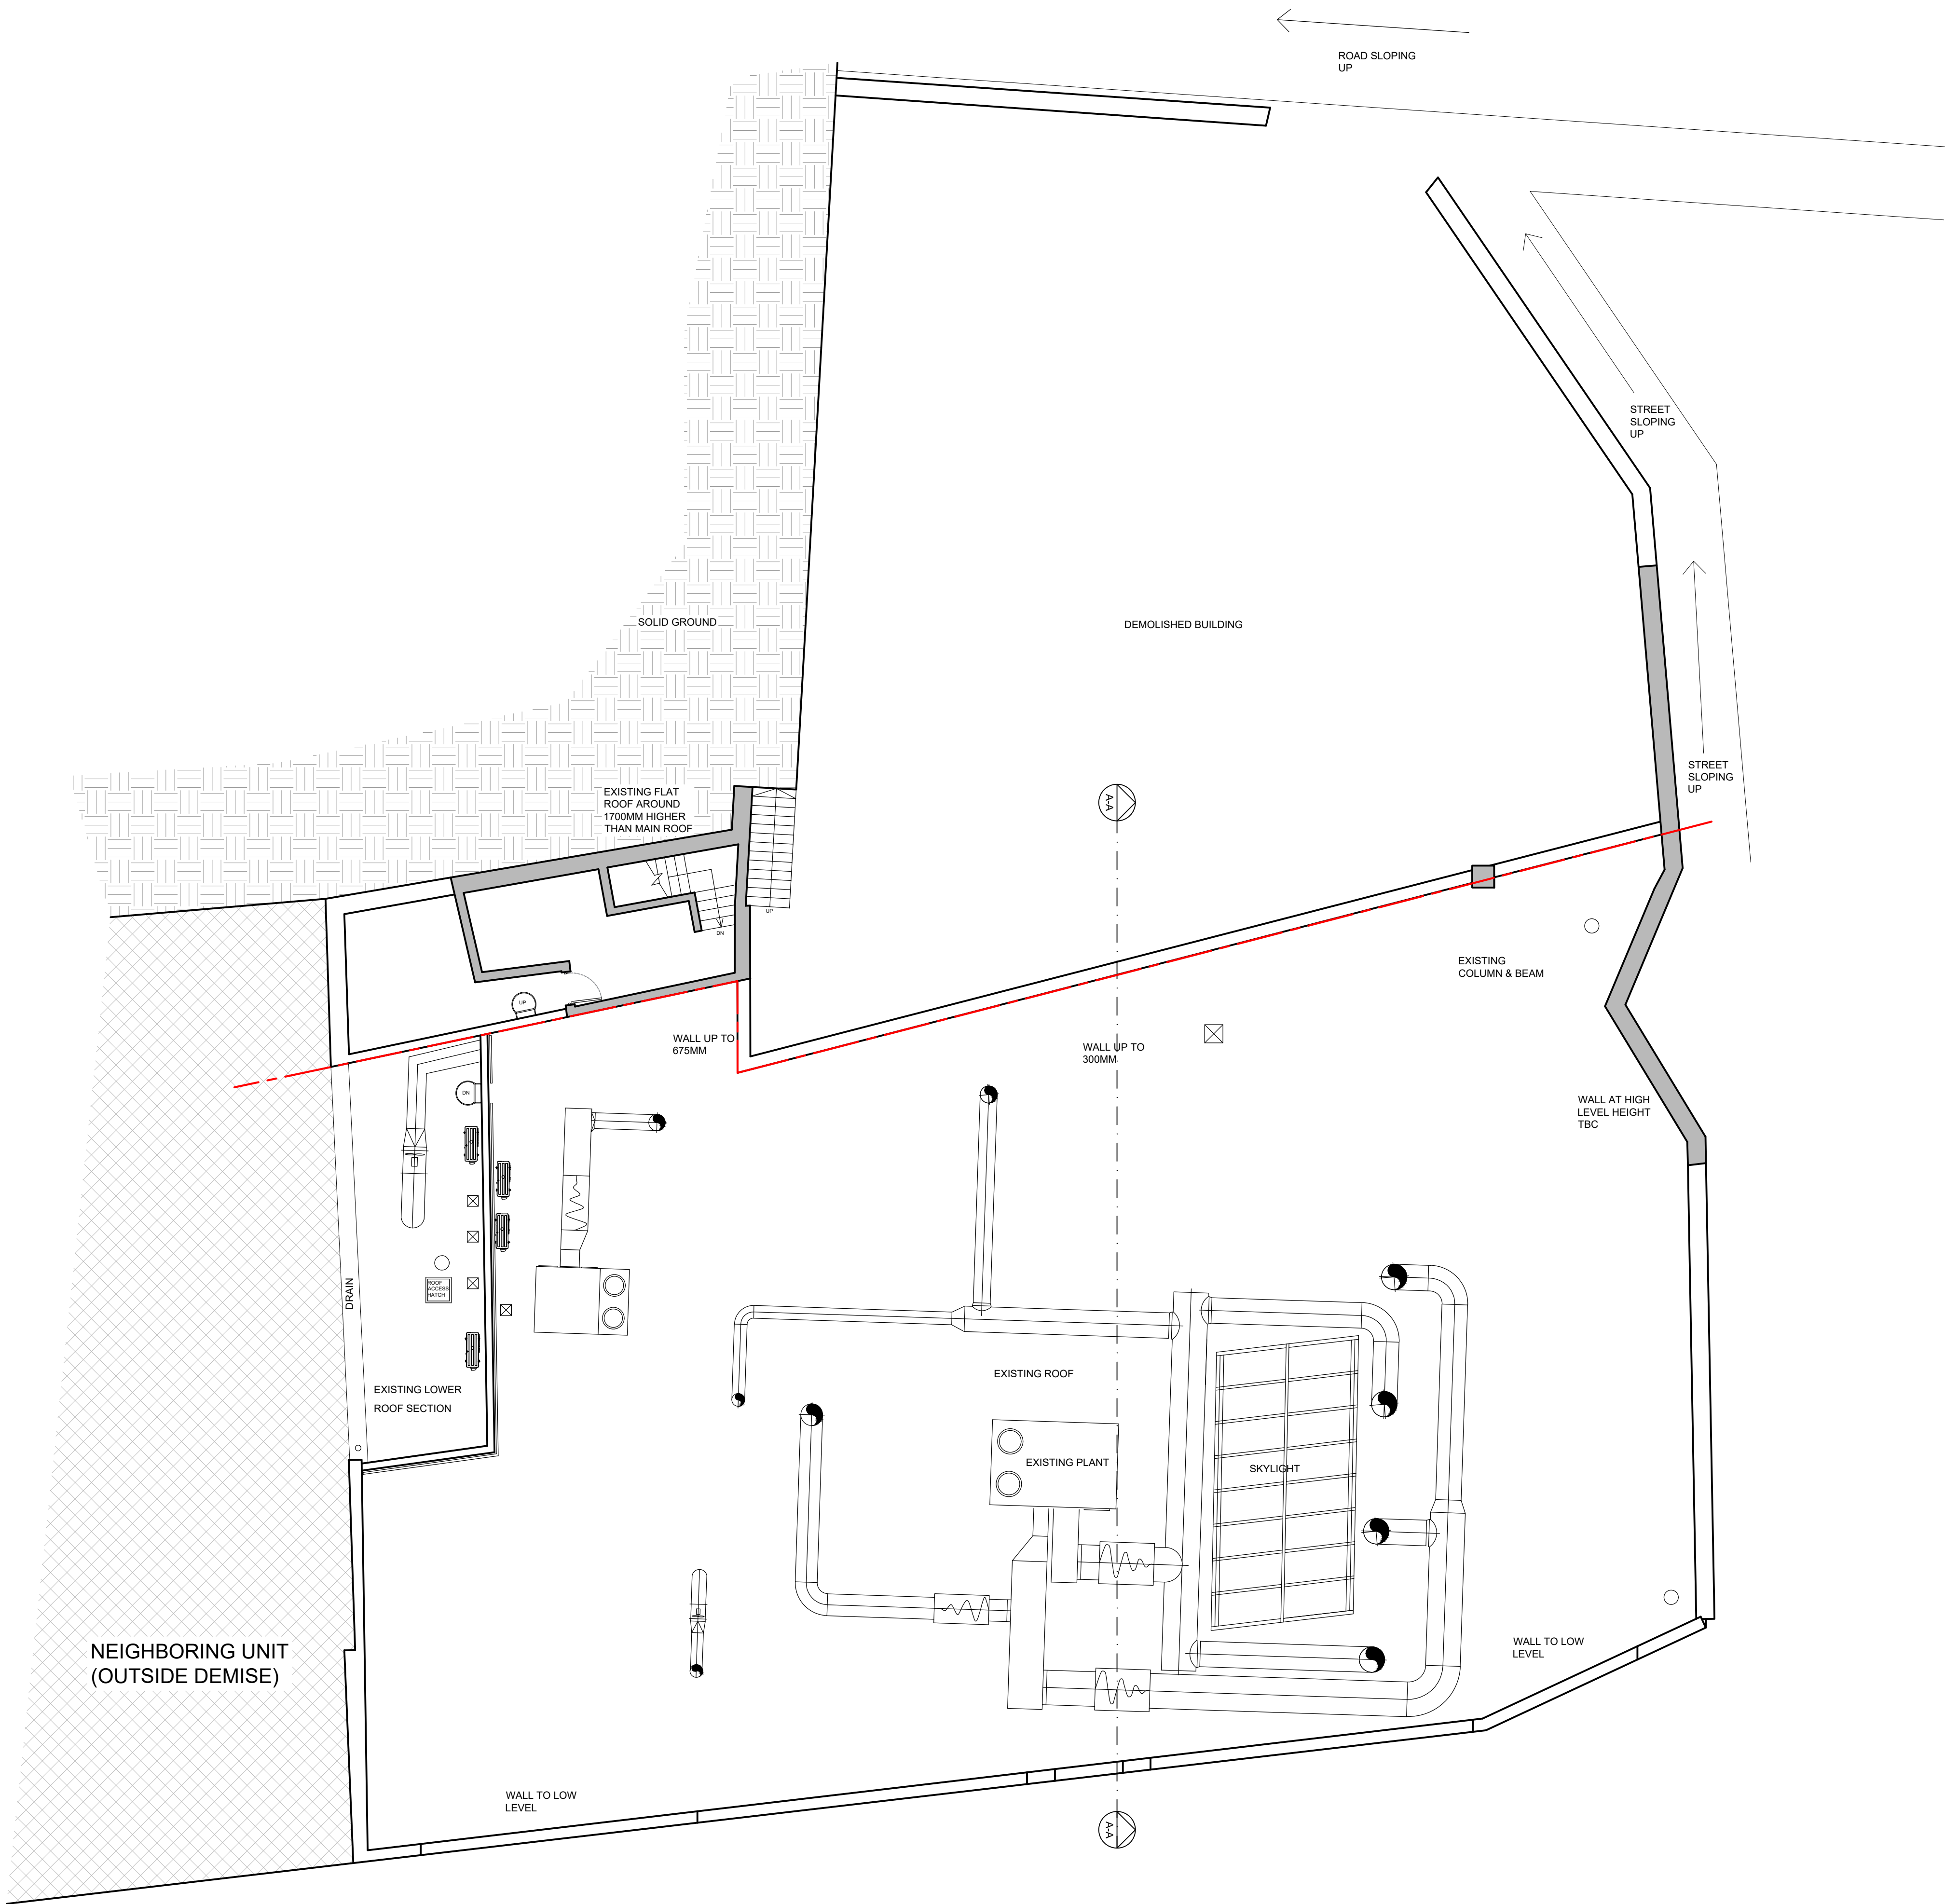 ROAD SLOPING
UP
STREET
SLOPING
UP
SOLID GROUND
DEMOLISHED BUILDING
STREET
SLOPING
UP
EXISTING FLAT
ROOF AROUND
1700MM HIGHER
THAN MAIN ROOF
A-A
UP
DN
EXISTING
COLUMN & BEAM
UP
WALL UP TO
675MM
WALL UP TO
300MM
DN
WALL AT HIGH
LEVEL HEIGHT
TBC
DRAIN
ROOF
ACCESS
HATCH
EXISTING LOWER
ROOF SECTION
EXISTING ROOF
EXISTING PLANT
SKYLIGHT
NEIGHBORING UNIT
(OUTSIDE DEMISE)
WALL TO LOW
LEVEL
WALL TO LOW
LEVEL
A-A